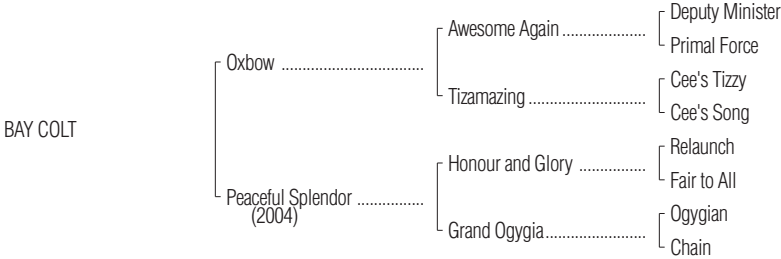 Deputy Minister
Awesome Again ....................
Primal Force
Oxbow ..................................
Cee's Tizzy
Tizamazing ............................
Cee's Song
BAY COLT
Relaunch
Honour and Glory ................
Fair to All
Peaceful Splendor ................
(2004)
Ogygian
Grand Ogygia........................
Chain